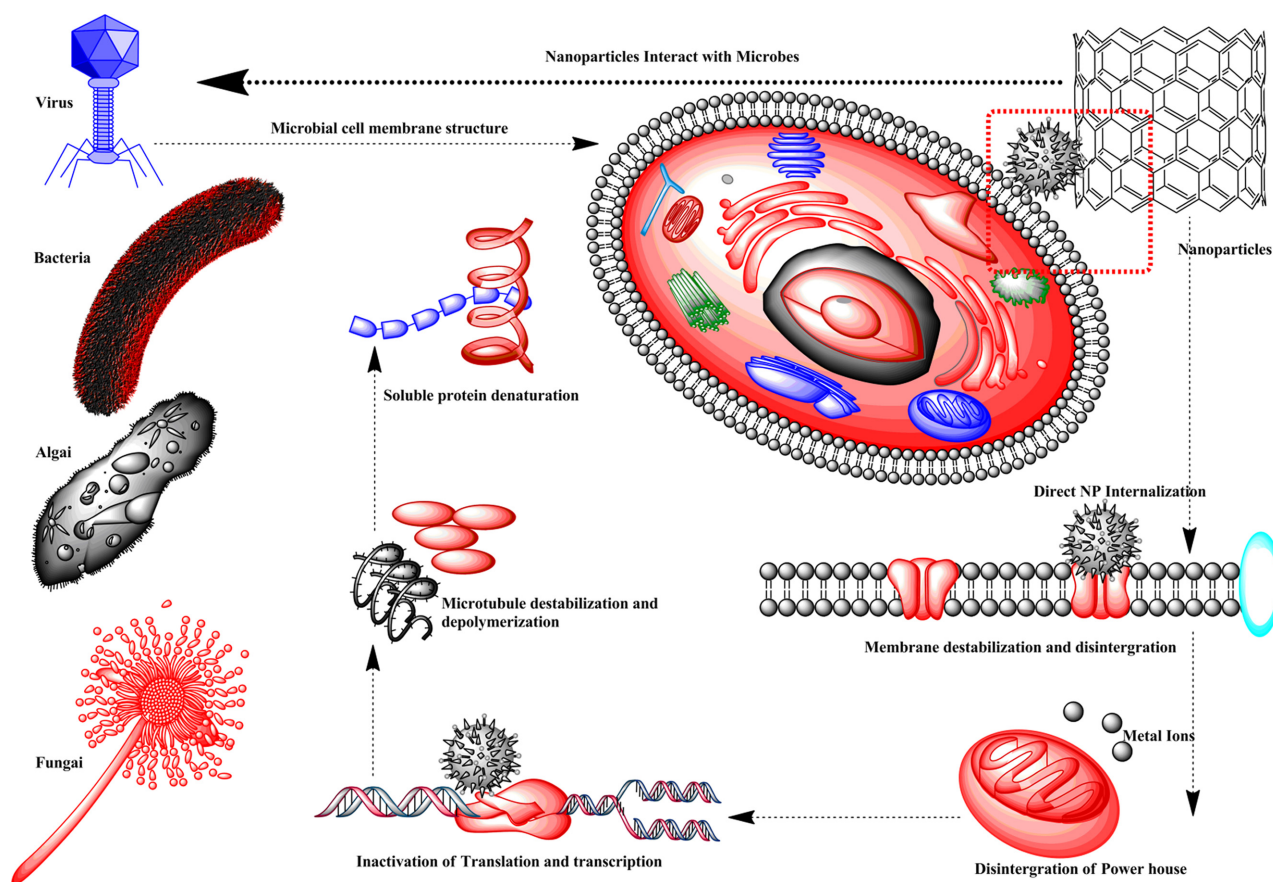 Nanoparticles Interact with Microbes
Virus
Microbial cell membrane structure
Bacteria
Nanoparticles
Soluble protein denaturation
Algai
Direct NP Internalization
Microtubule destabilization and
depolymerization
Membrane destabilization and disintergration
Metal Ions
Fungai
Inactivation of Translation and transcription
Disintergration of Power house